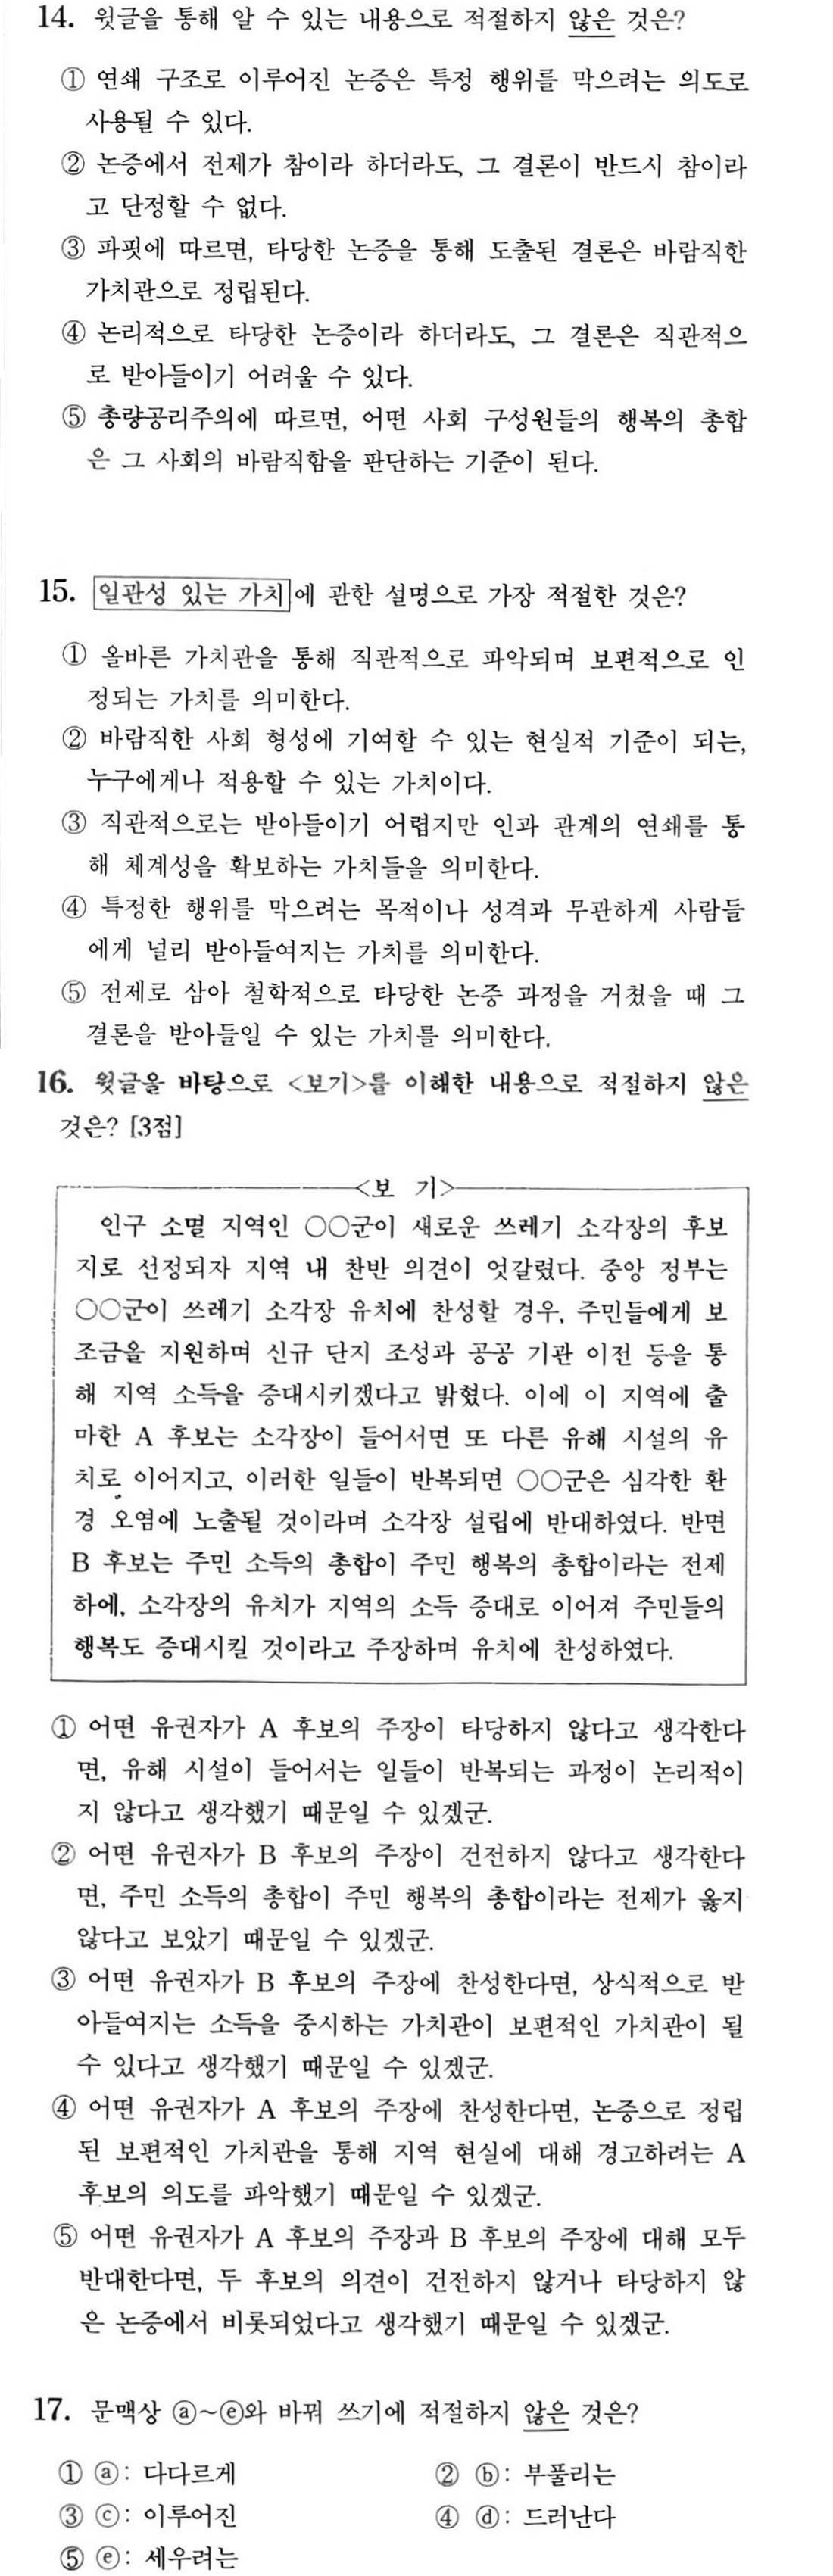 14. 윗글을 통해 알 수 있는 내용으로 적절하지 않은 것은?
① 연쇄 구조로 이루어진 논증은 특정 행위를 막으려는 의도로
사용될 수 있다.
② 논증에서 전제가 참이라 하더라도, 그 결론이 반드시 참이라
고 단정할 수 없다.
③ 파핏에 따르면, 타당한 논증을 통해 도출된 결론은 바람직한
가치관으로 정립된다.
④ 논리적으로 타당한 논증이라 하더라도, 그 결론은 직관적으
로 받아들이기 어려울 수 있다.
⑤ 총량공리주의에 따르면, 어떤 사회 구성원들의 행복의 총합
은 그 사회의 바람직함을 판단하는 기준이 된다.
15. 일관성 있는 가치에 관한 설명으로 가장 적절한 것은?
① 올바른 가치관을 통해 직관적으로 파악되며 보편적으로 인
정되는 가치를 의미한다.
② 바람직한 사회 형성에 기여할 수 있는 현실적 기준이 되는,
누구에게나 적용할 수 있는 가치이다.
③ 직관적으로는 받아들이기 어렵지만 인과 관계의 연쇄를 통
해 체계성을 확보하는 가치들을 의미한다.
④ 특정한 행위를 막으려는 목적이나 성격과 무관하게 사람들
에게 널리 받아들여지는 가치를 의미한다.
⑤ 전제로 삼아 철학적으로 타당한 논증 과정을 거쳤을 때 그
결론을 받아들일 수 있는 가치를 의미한다.
16. 윗글을 바탕으로 <보기>를 이해한 내용으로 적절하지 않은
것은? [3점]
<보 기>
인구 소멸 지역인 ○○군이 새로운 쓰레기 소각장의 후보
지로 선정되자 지역 내 찬반 의견이 엇갈렸다. 중앙 정부는
○○군이 쓰레기 소각장 유치에 찬성할 경우, 주민들에게 보
조금을 지원하며 신규 단지 조성과 공공 기관 이전 등을 통
해 지역 소득을 증대시키겠다고 밝혔다. 이에 이 지역에 출
마한 A 후보는 소각장이 들어서면 또 다른 유해 시설의 유
치로 이어지고, 이러한 일들이 반복되면 ○○군은 심각한 환
경 오염에 노출될 것이라며 소각장 설립에 반대하였다. 반면
B 후보는 주민 소득의 총합이 주민 행복의 총합이라는 전제
하에, 소각장의 유치가 지역의 소득 증대로 이어져 주민들의
행복도 증대시킬 것이라고 주장하며 유치에 찬성하였다.
① 어떤 유권자가 A 후보의 주장이 타당하지 않다고 생각한다
면, 유해 시설이 들어서는 일들이 반복되는 과정이 논리적이
지 않다고 생각했기 때문일 수 있겠군.
② 어떤 유권자가 B 후보의 주장이 건전하지 않다고 생각한다
면, 주민 소득의 총합이 주민 행복의 총합이라는 전제가 옳지
않다고 보았기 때문일 수 있겠군.
③ 어떤 유권자가 B 후보의 주장에 찬성한다면, 상식적으로 받
아들여지는 소득을 중시하는 가치관이 보편적인 가치관이 될
수 있다고 생각했기 때문일 수 있겠군.
④ 어떤 유권자가 A 후보의 주장에 찬성한다면, 논증으로 정립
된 보편적인 가치관을 통해 지역 현실에 대해 경고하려는 A
후보의 의도를 파악했기 때문일 수 있겠군.
⑤ 어떤 유권자가 A 후보의 주장과 B 후보의 주장에 대해 모두
반대한다면, 두 후보의 의견이 건전하지 않거나 타당하지 않
은 논증에서 비롯되었다고 생각했기 때문일 수 있겠군.
17. 문맥상 ⓐ~ⓔ와 바꿔 쓰기에 적절하지 않은 것은?
① ⓐ: 다다르게 ② ⓑ: 부풀리는
③ ⓒ: 이루어진 ④ ⓓ: 드러난다
⑤ ⓔ: 세우려는